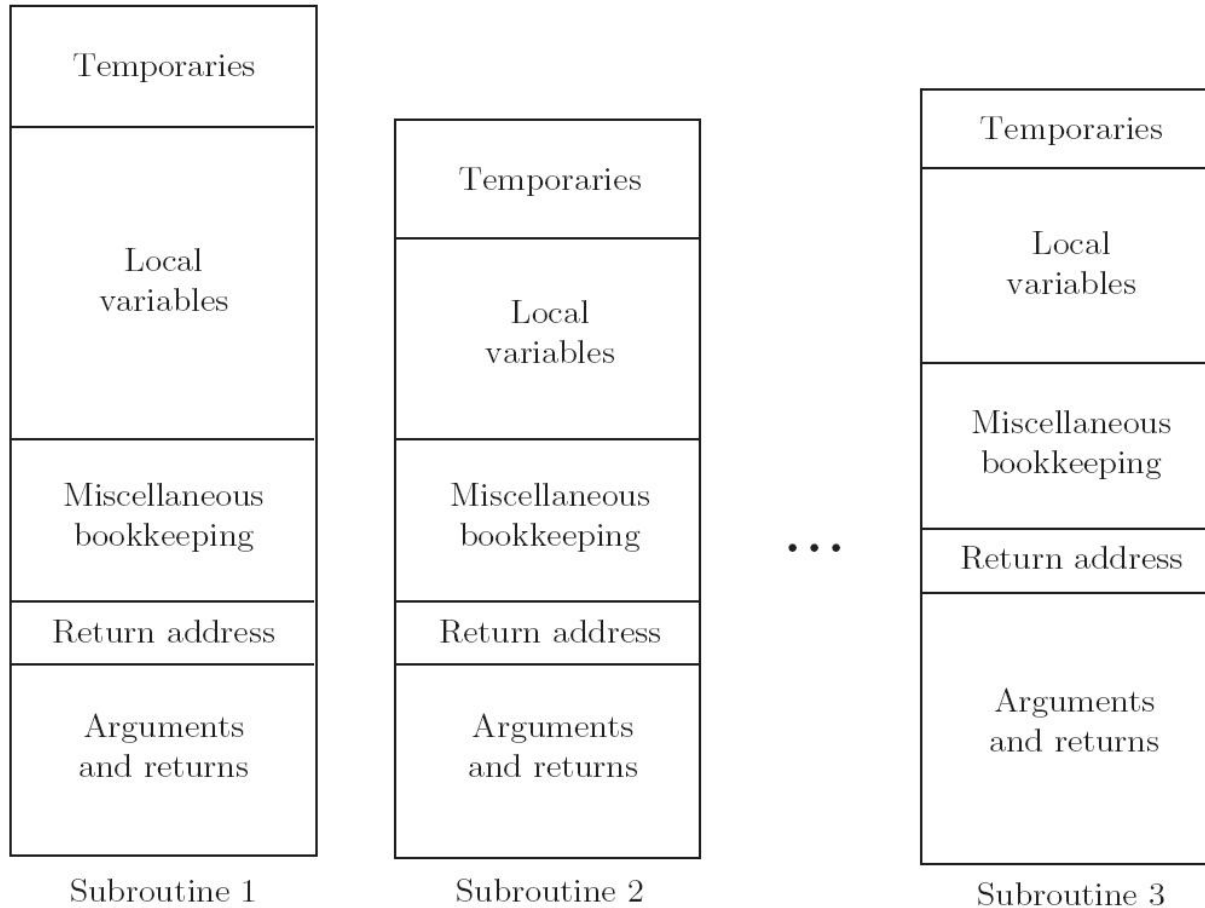 Temporaries
Local
variables
Miscellaneous
bookkeeping
Return address
Arguments
and returns
Subroutine 1
Temporaries
Local
variables
Miscellaneous
bookkeeping
Return address
Arguments
and returns
Subroutine 2
...
Temporaries
Local
variables
Miscellaneous
bookkeeping
Return address
Arguments
and returns
Subroutine 3